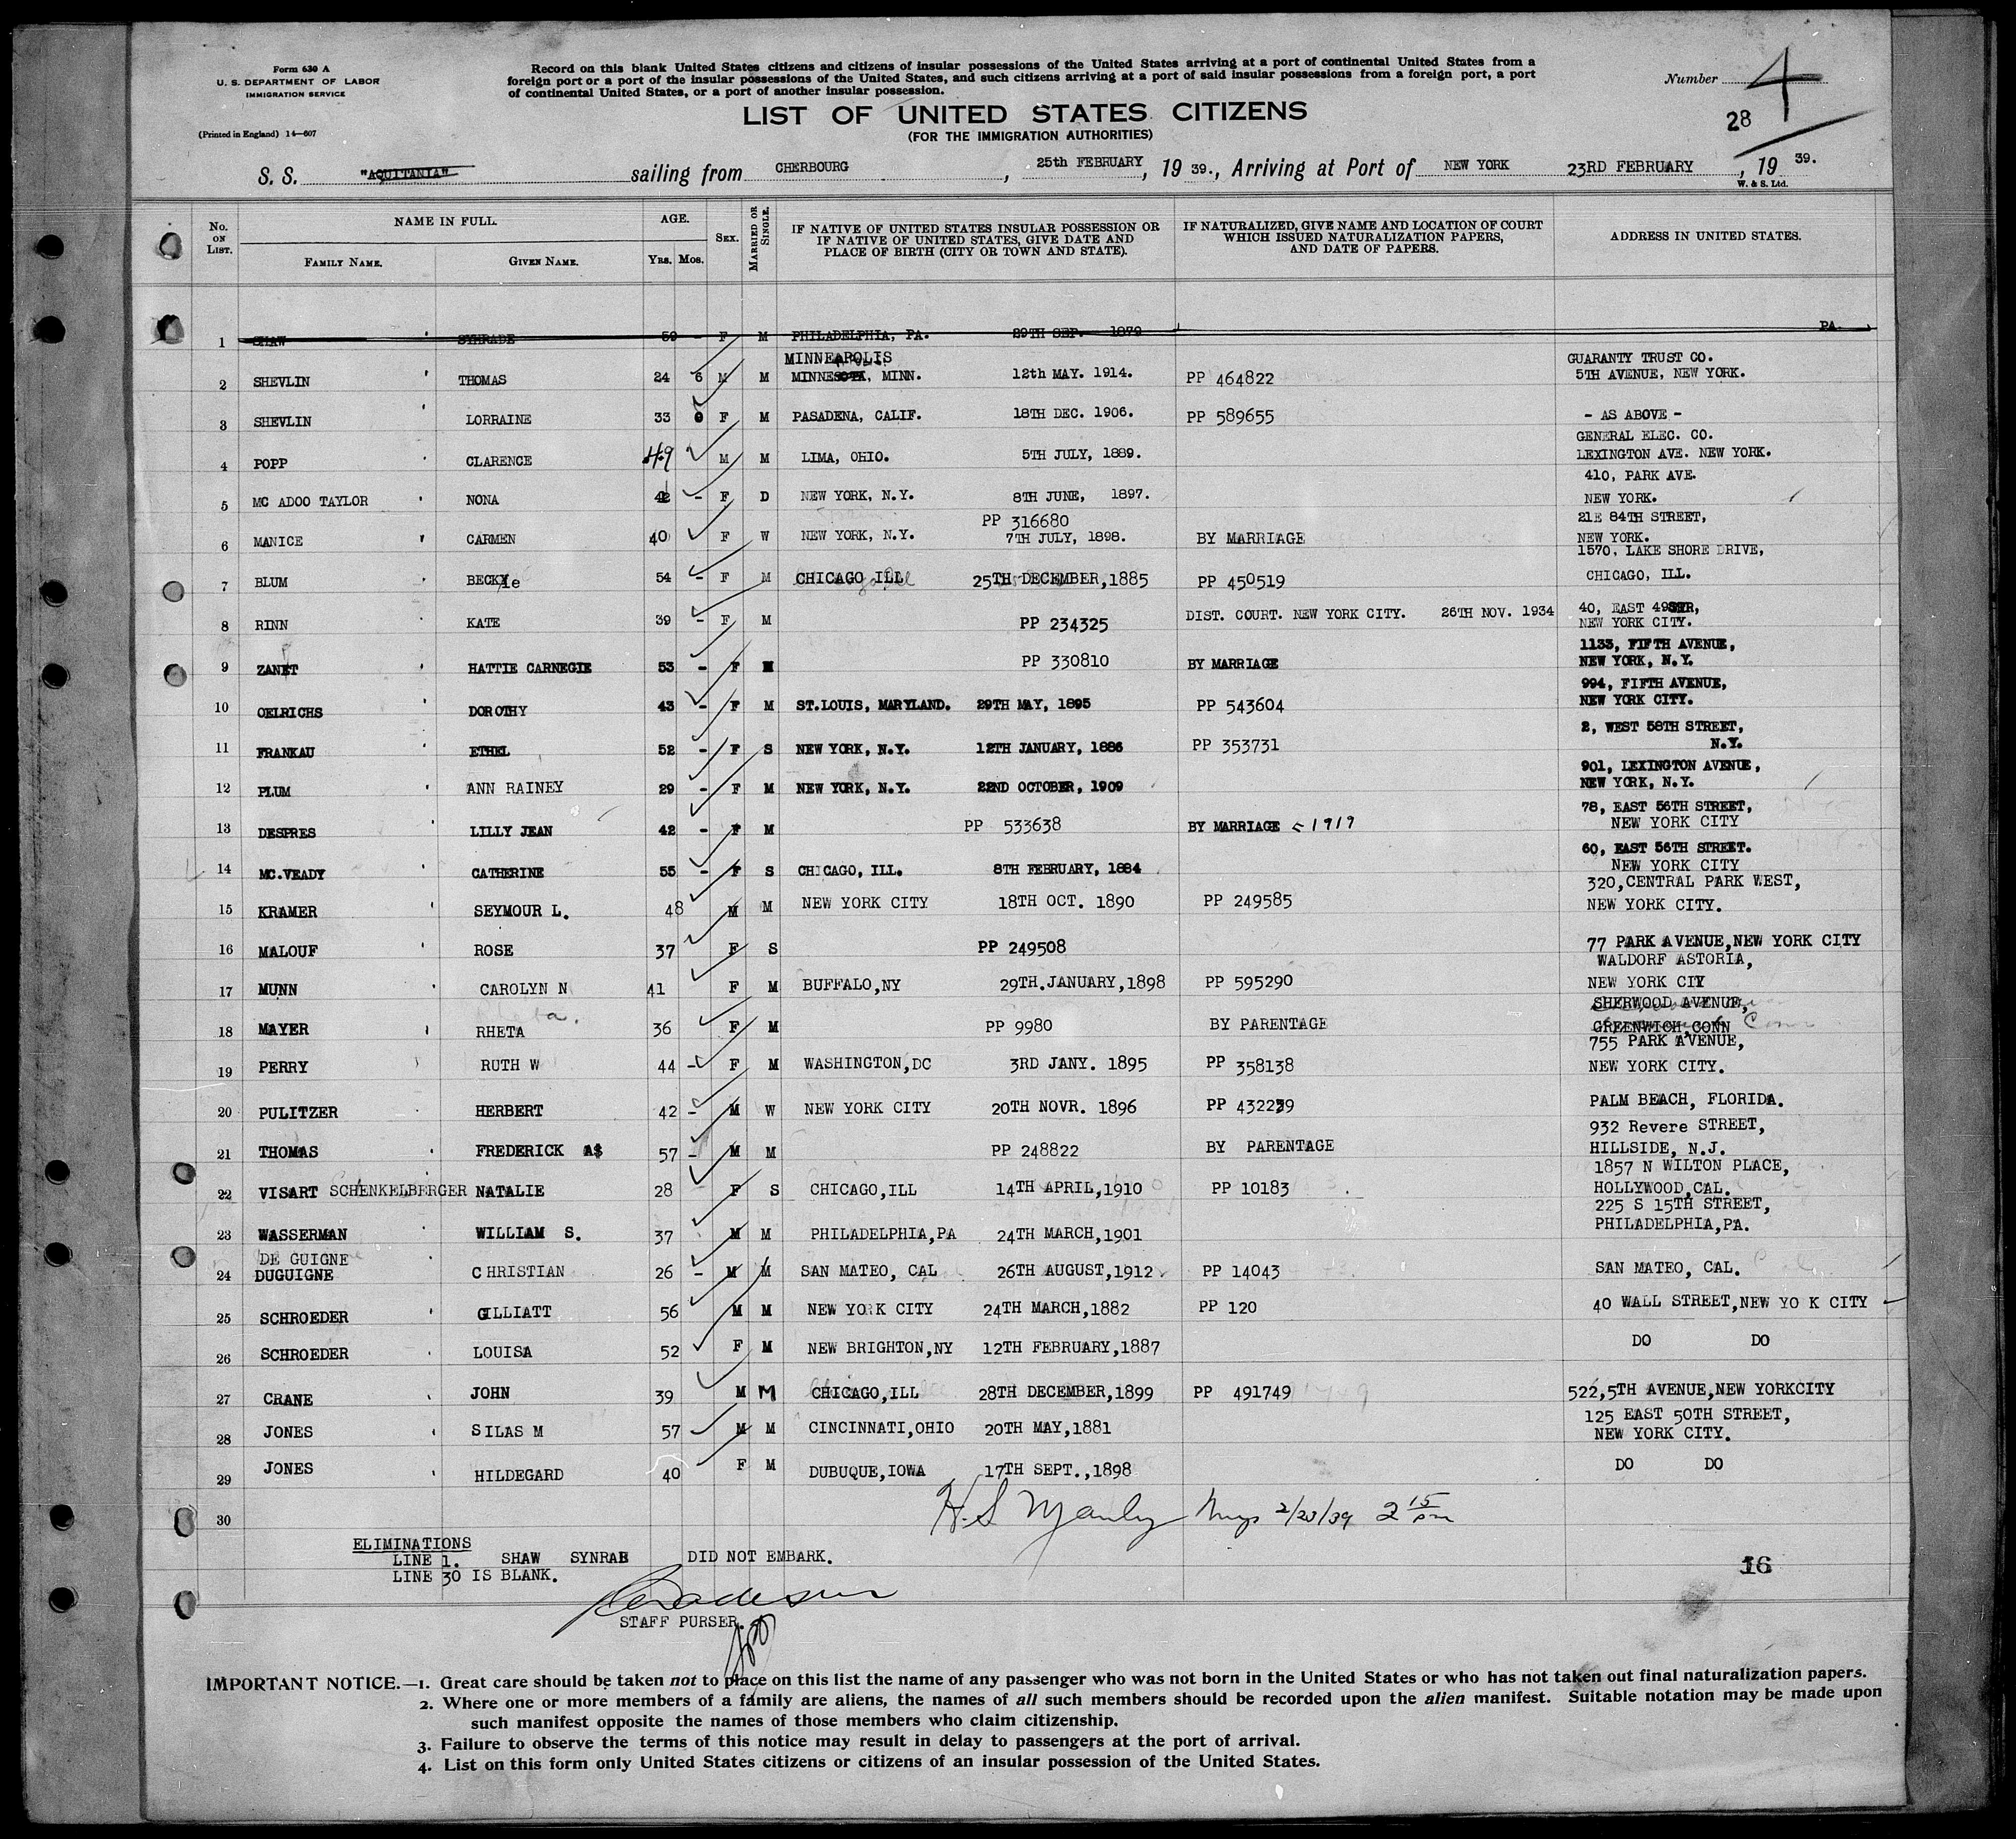 Form 630 A
U. S. DEPARTMENT OF LABOR
IMMIGRATION SERVICE
(Printed in England) 14—607
Record on this blank United States citizens and citizens of insular possessions of the United States arriving at a port of continental United States from a
foreign port or a port of the insular possessions of the United States, and such citizens arriving at a port of said insular possessions from a foreign port, a port
of continental United States, or a port of another insular possession.
LIST OF UNITED STATES CITIZENS
(FOR THE IMMIGRATION AUTHORITIES)
Number 4
28
S. S. "AQUITANIA" sailing from CHERBOURG, 25th FEBRUARY, 19 39., Arriving at Port of NEW YORK 23RD FEBRUARY, 19 39.
W. & S. Ltd.
No. ON LIST. NAME IN FULL. FAMILY NAME. GIVEN NAME. AGE. YRS. MOS. SEX. MARRIED OR SINGLE. IF NATIVE OF UNITED STATES INSULAR POSSESSION OR IF NATIVE OF UNITED STATES, GIVE DATE AND PLACE OF BIRTH (CITY OR TOWN AND STATE). IF NATURALIZED, GIVE NAME AND LOCATION OF COURT WHICH ISSUED NATURALIZATION PAPERS, AND DATE OF PAPERS. ADDRESS IN UNITED STATES.
1 SHAW SYHRADE 59 - F M PHILADELPHIA, PA. 29TH SEP. 1879 PA.
MINNEAPOLIS GUARANTY TRUST CO.
2 SHEVLIN THOMAS 24 6 M M MINNESOTA, MINN. 12th MAY. 1914. PP 464822 5TH AVENUE, NEW YORK.
3 SHEVLIN LORRAINE 33 F M PASADENA, CALIF. 18TH DEC. 1906. PP 589655 - AS ABOVE -
GENERAL ELEC. CO.
4 POPP CLARENCE 49 M M LIMA, OHIO. 5TH JULY, 1889. LEXINGTON AVE. NEW YORK.
410, PARK AVE.
5 MC ADOO TAYLOR NONA - F D NEW YORK, N.Y. 8TH JUNE, 1897. NEW YORK.
PP 316680 21E 84TH STREET,
6 MANICE CARMEN 40 F W NEW YORK, N.Y. 7TH JULY, 1898. BY MARRIAGE NEW YORK.
1570, LAKE SHORE DRIVE,
7 BLUM BECKie 54 - F M CHICAGO ILL 25TH DECEMBER,1885 PP 450519 CHICAGO, ILL.
8 RINN KATE 39 - F M PP 234325 DIST. COURT. NEW YORK CITY. 26TH NOV. 1934 40, EAST 49 NEW YORK CITY.
1133, FIFTH AVENUE,
9 ZANFT HATTIE CARNEGIE 53 - F M PP 330810 BY MARRIAGE NEW YORK, N.Y.
994, FIFTH AVENUE,
10 OELRICHS DOROTHY 43 - F M ST.LOUIS, MARYLAND. 29TH MAY, 1895 PP 543604 NEW YORK CITY.
2, WEST 58TH STREET,
11 FRANKAU ETHEL 52 - F S NEW YORK, N.Y. 12TH JANUARY, 1886 PP 353731 N.Y.
901, LEXINGTON AVENUE,
12 PLUM ANN RAINEY 29 - F M NEW YORK, N.Y. 22ND OCTOBER, 1909 NEW YORK, N.Y.
78, EAST 56TH STREET,
13 DESPRES LILLY JEAN 42 - F M PP 533638 BY MARRIAGE 1919 NEW YORK CITY
60, EAST 56TH STREET.
14 MC.VEADY CATHERINE 55 - F S CHICAGO, ILL. 8TH FEBRUARY, 1884 NEW YORK CITY
320,CENTRAL PARK WEST,
15 KRAMER SEYMOUR L. 48 M M NEW YORK CITY 18TH OCT. 1890 PP 249585 NEW YORK CITY.
16 MALOUF ROSE 37 F S PP 249508 77 PARK AVENUE,NEW YORK CITY
WALDORF ASTORIA,
17 MUNN CAROLYN N 41 F M BUFFALO,NY 29TH.JANUARY,1898 PP 595290 NEW YORK CIY
Rheta. SHERWOOD AVENUE,
18 MAYER RHETA 36 F M PP 9980 BY PARENTAGE GREENWICH,CONN Conn
755 PARK AVENUE,
19 PERRY RUTH W 44 - F M WASHINGTON,DC 3RD JANY. 1895 PP 358138 NEW YORK CITY.
20 PULITZER HERBERT 42 - M W NEW YORK CITY 20TH NOVR. 1896 PP 432239 PALM BEACH, FLORIDA.
932 Revere STREET,
21 THOMAS FREDERICK A$ 57 - M M PP 248822 BY PARENTAGE HILLSIDE, N.J.
1857 N WILTON PLACE,
22 VISART SCHENKELBERGER NATALIE 28 - F S CHICAGO,ILL 14TH APRIL,1910 PP 10183 HOLLYWOOD,CAL.
225 S 15TH STREET,
23 WASSERMAN WILLIAM S. 37 M M PHILADELPHIA,PA 24TH MARCH,1901 PHILADELPHIA,PA.
DE GUIGNE
24 DUGUIGNE CHRISTIAN 26 - M M SAN MATEO, CAL 26TH AUGUST,1912 PP 14043 SAN MATEO, CAL.
25 SCHROEDER GILLIATT 56 M M NEW YORK CITY 24TH MARCH,1882 PP 120 40 WALL STREET,NEW YO K CITY
26 SCHROEDER LOUISA 52 F M NEW BRIGHTON,NY 12TH FEBRUARY,1887 DO DO
27 CRANE JOHN 39 M M CHICAGO,ILL 28TH DECEMBER,1899 PP 491749 522,5TH AVENUE,NEW YORKCITY
125 EAST 50TH STREET,
28 JONES SILAS M 57 M M CINCINNATI,OHIO 20TH MAY,1881 NEW YORK CITY.
29 JONES HILDEGARD 40 F M DUBUQUE,IOWA 17TH SEPT.,1898 DO DO
30 H. S Manly 2/23/39 2 15 pm
ELIMINATIONS
LINE 1. SHAW SYNRAE DID NOT EMBARK.
LINE 30 IS BLANK.
16
STAFF PURSER.
IMPORTANT NOTICE.—1. Great care should be taken not to place on this list the name of any passenger who was not born in the United States or who has not taken out final naturalization papers.
2. Where one or more members of a family are aliens, the names of all such members should be recorded upon the alien manifest. Suitable notation may be made upon
such manifest opposite the names of those members who claim citizenship.
3. Failure to observe the terms of this notice may result in delay to passengers at the port of arrival.
4. List on this form only United States citizens or citizens of an insular possession of the United States.